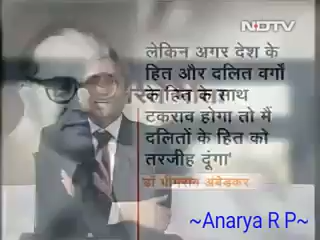 NDTV
लेकिन अगर देश के
हित और दलित वर्गों
के हित के साथ
टकराव होगा तो मैं
दलितों के हित को
तरजीह दूंगा'
डॉ भीमराव अंबेडकर
~Anarya R P~